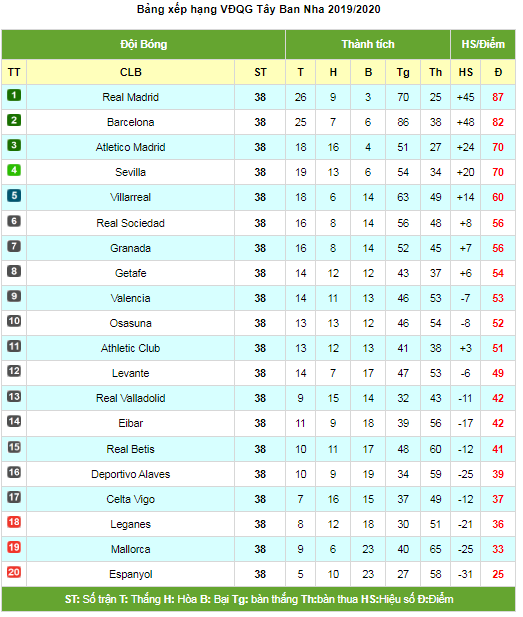 Bảng xếp hạng VĐQG Tây Ban Nha 2019/2020
Đội Bóng Thành tích HS/Điểm
TT CLB ST T H B Tg Th HS Đ
1 Real Madrid 38 26 9 3 70 25 +45 87
2 Barcelona 38 25 7 6 86 38 +48 82
3 Atletico Madrid 38 18 16 4 51 27 +24 70
4 Sevilla 38 19 13 6 54 34 +20 70
5 Villarreal 38 18 6 14 63 49 +14 60
6 Real Sociedad 38 16 8 14 56 48 +8 56
7 Granada 38 16 8 14 52 45 +7 56
8 Getafe 38 14 12 12 43 37 +6 54
9 Valencia 38 14 11 13 46 53 -7 53
10 Osasuna 38 13 13 12 46 54 -8 52
11 Athletic Club 38 13 12 13 41 38 +3 51
12 Levante 38 14 7 17 47 53 -6 49
13 Real Valladolid 38 9 15 14 32 43 -11 42
14 Eibar 38 11 9 18 39 56 -17 42
15 Real Betis 38 10 11 17 48 60 -12 41
16 Deportivo Alaves 38 10 9 19 34 59 -25 39
17 Celta Vigo 38 7 16 15 37 49 -12 37
18 Leganes 38 8 12 18 30 51 -21 36
19 Mallorca 38 9 6 23 40 65 -25 33
20 Espanyol 38 5 10 23 27 58 -31 25
ST: Số trận T: Thắng H: Hòa B: Bại Tg: bàn thắng Th:bàn thua HS:Hiệu số Đ:Điểm